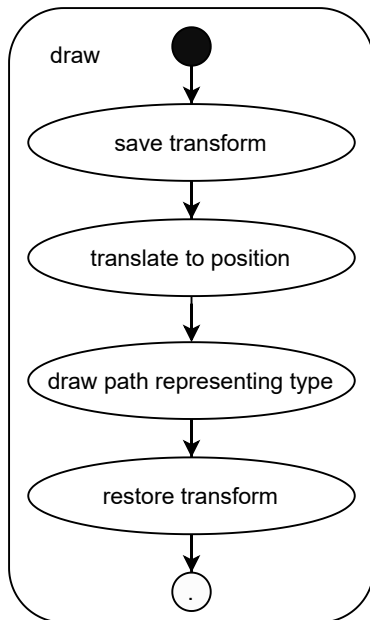 draw
save transform
translate to position
draw path representing type
restore transform
.